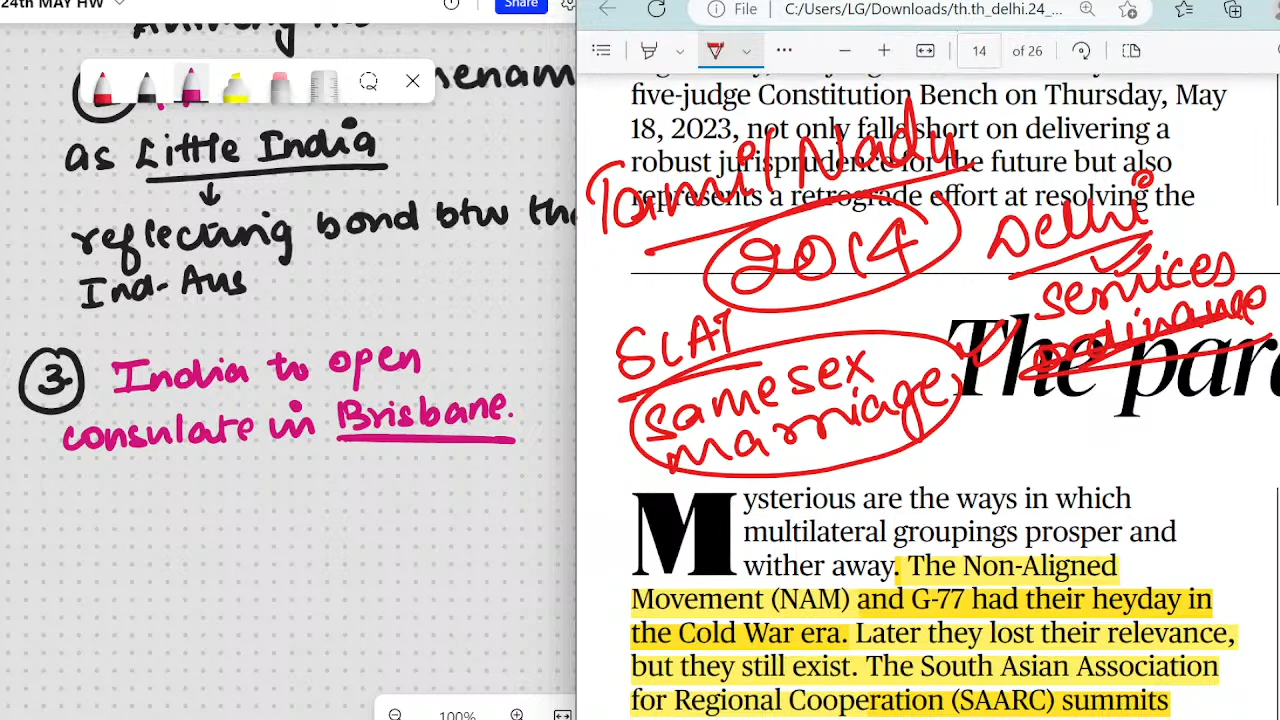 24th MAY HW
Share
as Little India
reflecting bond btw the
Ind-Aus
3 India to open
consulate in Brisbane.
100%
File
C:/Users/LG/Downloads/th.th_delhi.24_...
14 of 26
five-judge Constitution Bench on Thursday, May
18, 2023, not only falls short on delivering a
robust jurisprudence for the future but also
represents a retrograde effort at resolving the
Tamil Nadu
2014
Delhi
services
ordinance
same sex
marriage
The par
Mysterious are the ways in which
multilateral groupings prosper and
wither away. The Non-Aligned
Movement (NAM) and G-77 had their heyday in
the Cold War era. Later they lost their relevance,
but they still exist. The South Asian Association
for Regional Cooperation (SAARC) summits